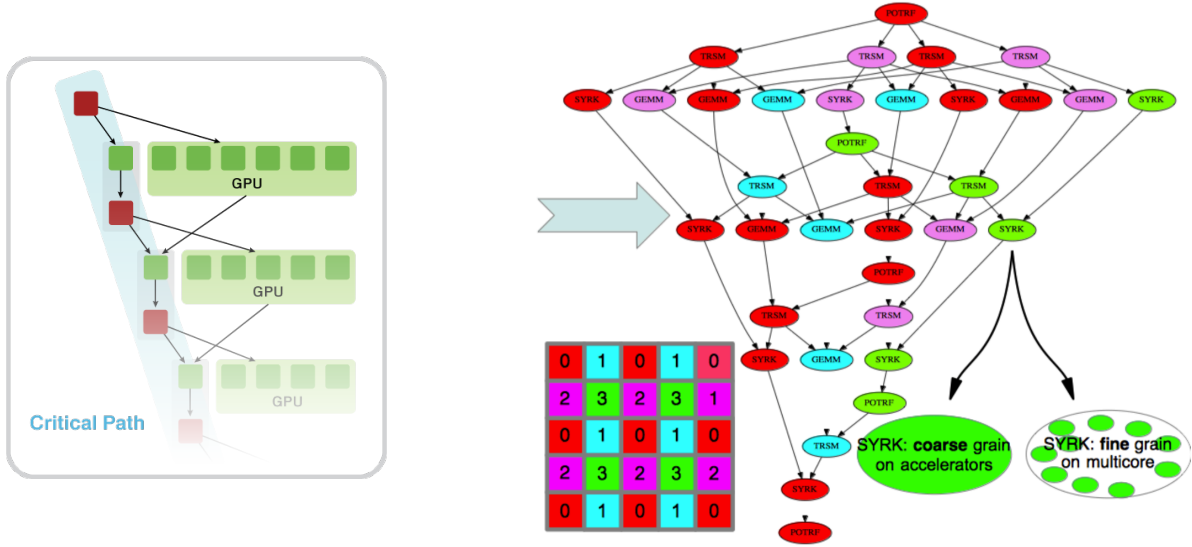 GPU
GPU
GPU
Critical Path
POTRF
TRSM
TRSM
TRSM
TRSM
SYRK
GEMM
GEMM
GEMM
SYRK
GEMM
SYRK
GEMM
GEMM
SYRK
POTRF
TRSM
TRSM
TRSM
SYRK
GEMM
GEMM
SYRK
GEMM
SYRK
POTRF
TRSM
TRSM
SYRK
GEMM
SYRK
POTRF
TRSM
SYRK
POTRF
0 1 0 1 0
2 3 2 3 1
0 1 0 1 0
2 3 2 3 2
0 1 0 1 0
SYRK: coarse grain
on accelerators
SYRK: fine grain
on multicore